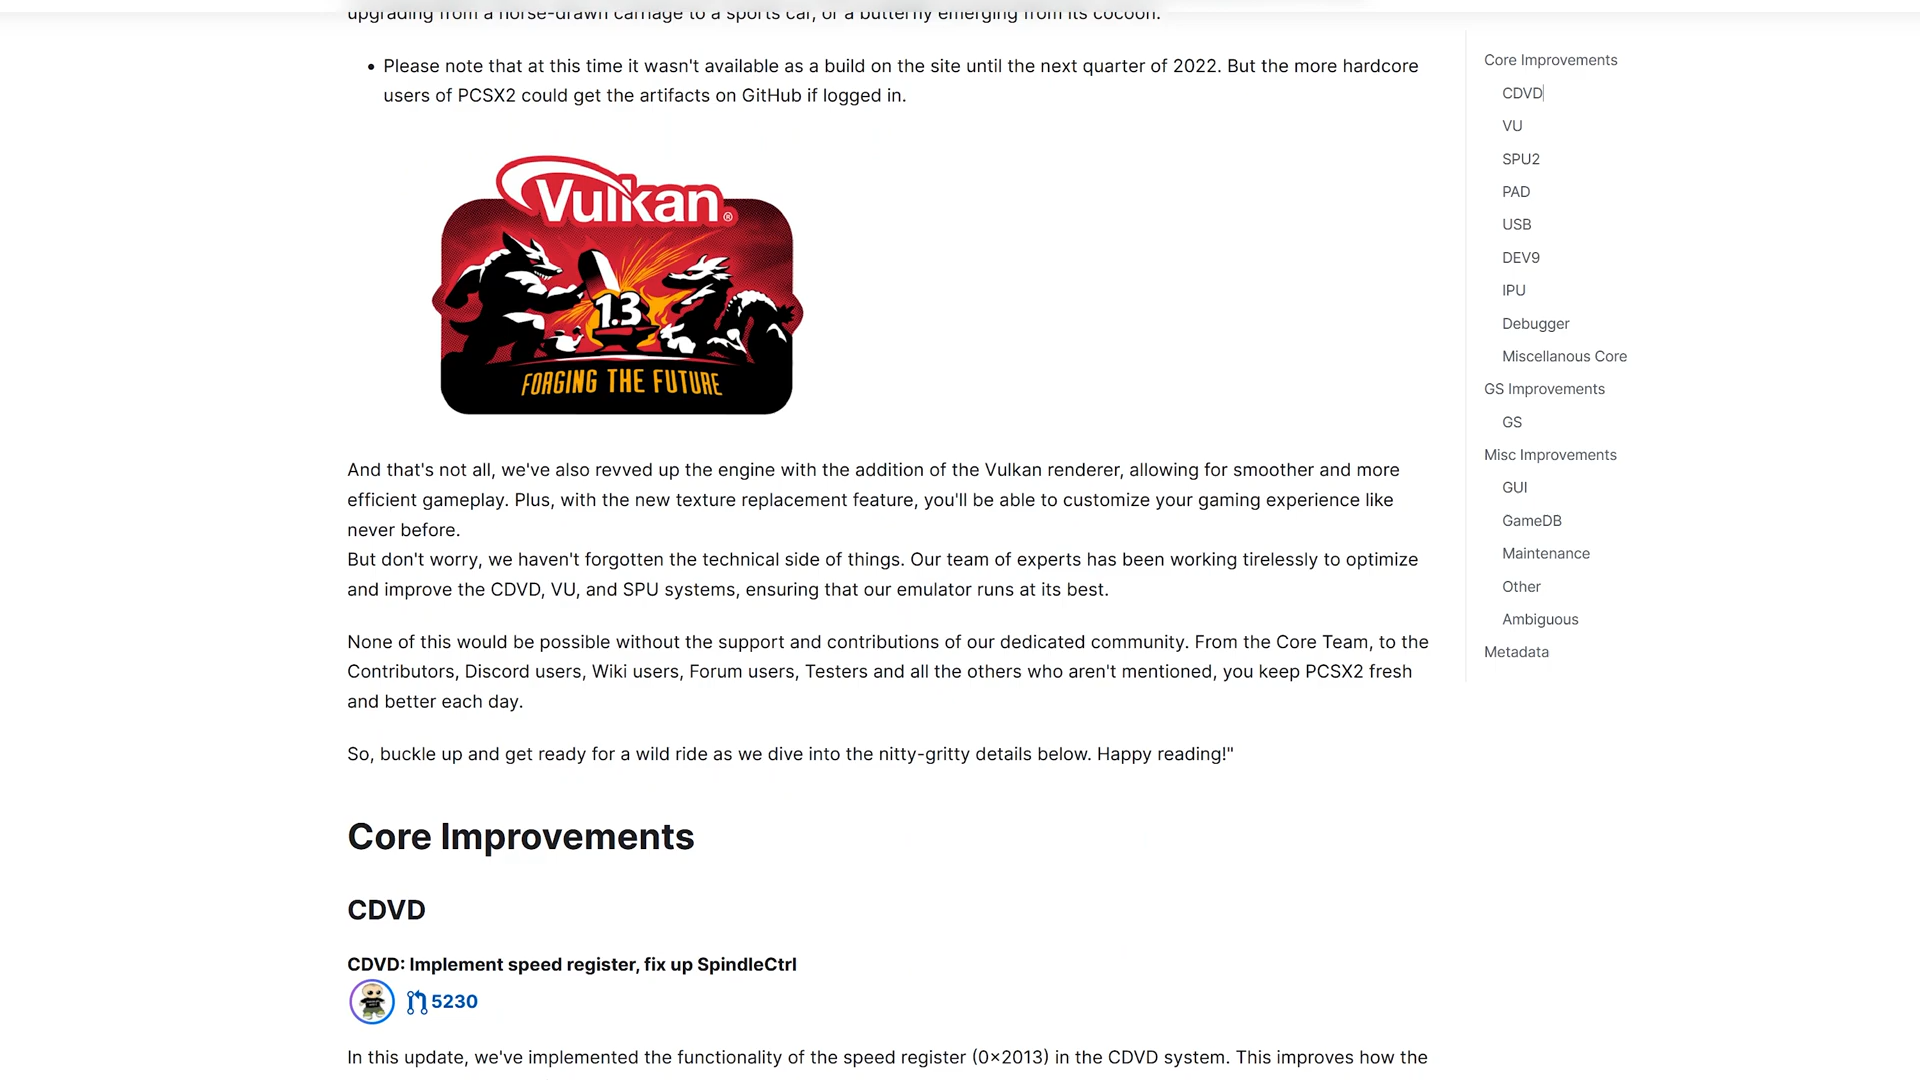 upgrading from a horse-drawn carriage to a sports car, or a butterfly emerging from its cocoon.
• Please note that at this time it wasn't available as a build on the site until the next quarter of 2022. But the more hardcore
users of PCSX2 could get the artifacts on GitHub if logged in.
Vulkan®
1.3
FORGING THE FUTURE
And that's not all, we've also revved up the engine with the addition of the Vulkan renderer, allowing for smoother and more
efficient gameplay. Plus, with the new texture replacement feature, you'll be able to customize your gaming experience like
never before.
But don't worry, we haven't forgotten the technical side of things. Our team of experts has been working tirelessly to optimize
and improve the CDVD, VU, and SPU systems, ensuring that our emulator runs at its best.
None of this would be possible without the support and contributions of our dedicated community. From the Core Team, to the
Contributors, Discord users, Wiki users, Forum users, Testers and all the others who aren't mentioned, you keep PCSX2 fresh
and better each day.
So, buckle up and get ready for a wild ride as we dive into the nitty-gritty details below. Happy reading!"
Core Improvements
CDVD
CDVD: Implement speed register, fix up SpindleCtrl
5230
In this update, we've implemented the functionality of the speed register (0×2013) in the CDVD system. This improves how the
Core Improvements
CDVD
VU
SPU2
PAD
USB
DEV9
IPU
Debugger
Miscellanous Core
GS Improvements
GS
Misc Improvements
GUI
GameDB
Maintenance
Other
Ambiguous
Metadata